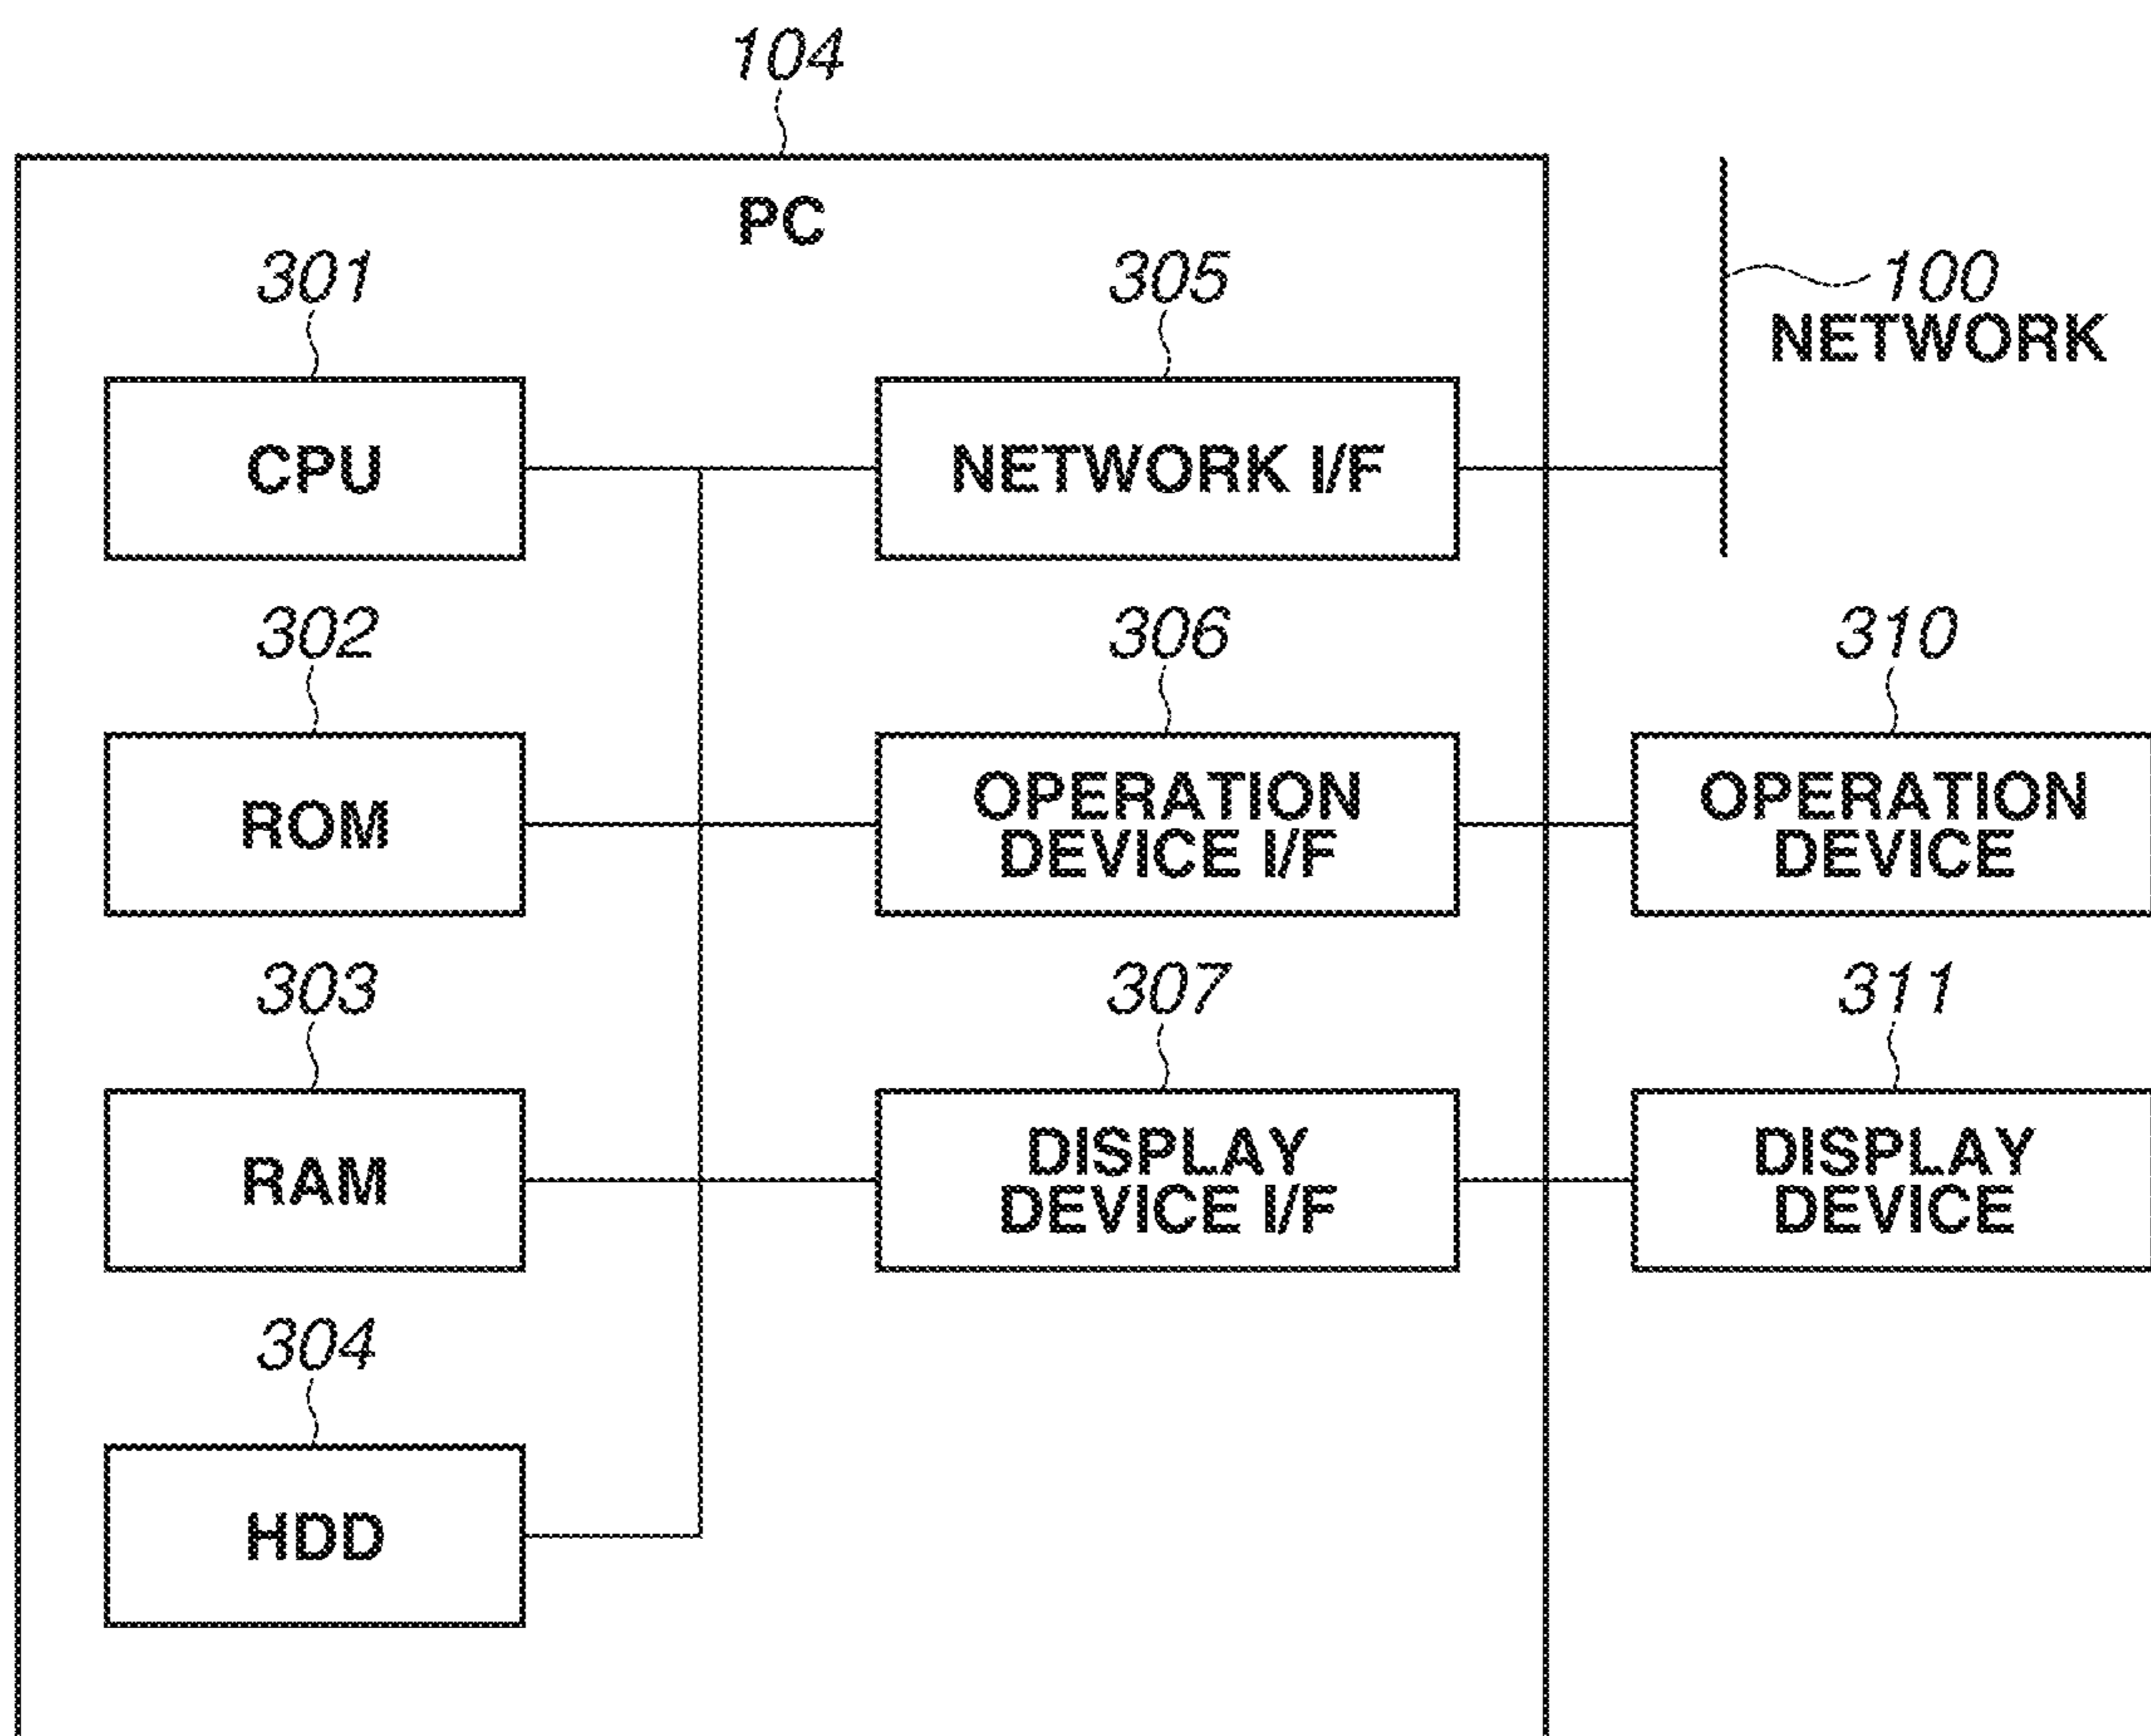 104
PC
301
305
100
NETWORK
CPU
NETWORK I/F
302
306
310
ROM
OPERATION
DEVICE I/F
OPERATION
DEVICE
303
307
311
RAM
DISPLAY
DEVICE I/F
DISPLAY
DEVICE
304
HDD